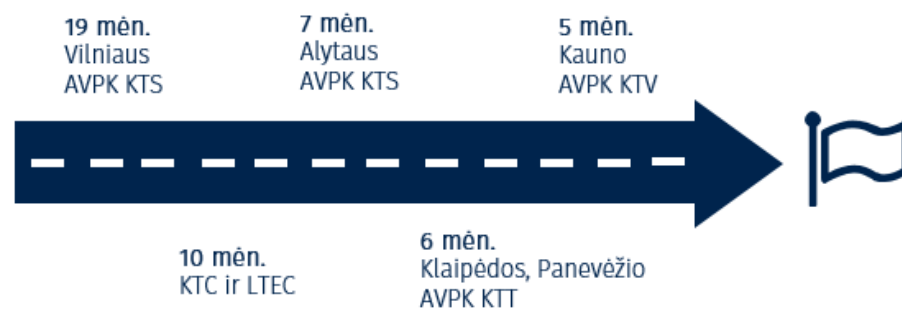 19 mėn.
Vilniaus
AVPK KTS
7 mėn.
Alytaus
AVPK KTS
5 mėn.
Kauno
AVPK KTV
10 mėn.
KTC ir LTEC
6 mėn.
Klaipėdos, Panevėžio
AVPK KTT